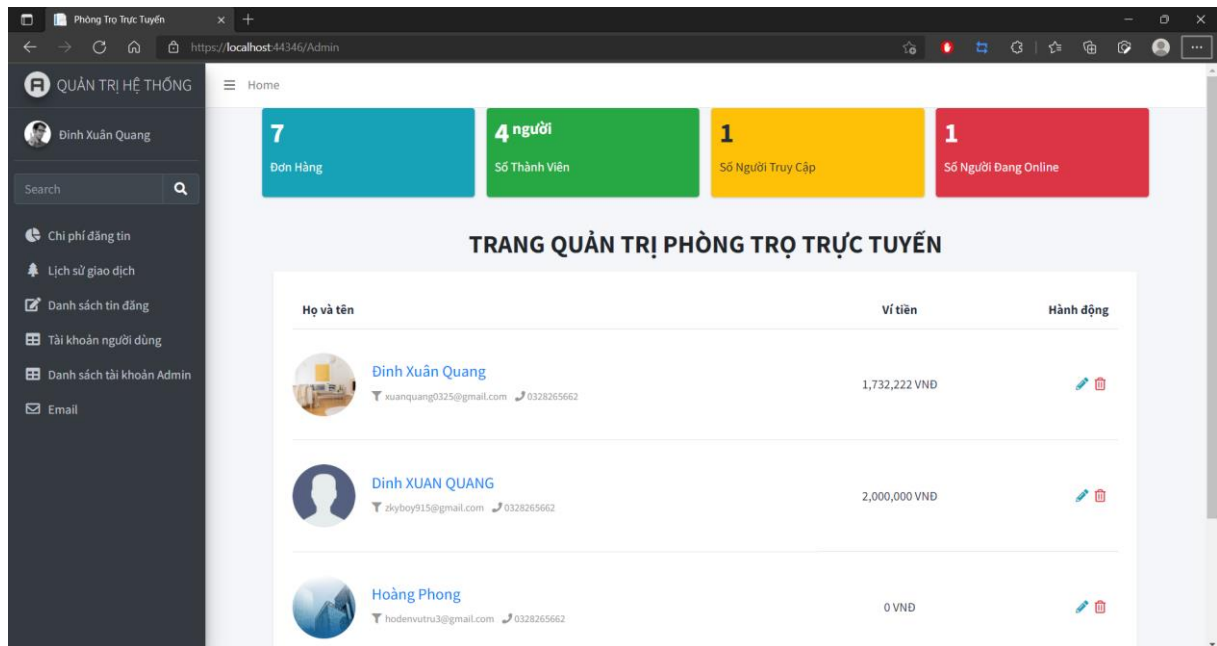 Phòng Trọ Trực Tuyến
https://localhost:44346/Admin
QUẢN TRỊ HỆ THỐNG
Home
Đinh Xuân Quang
Search
Chi phí đăng tin
Lịch sử giao dịch
Danh sách tin đăng
Tài khoản người dùng
Danh sách tài khoản Admin
Email
7
Đơn Hàng
4 người
Số Thành Viên
1
Số Người Truy Cập
1
Số Người Đang Online
TRANG QUẢN TRỊ PHÒNG TRỌ TRỰC TUYẾN
Họ và tên Ví tiền Hành động
Đinh Xuân Quang
xuanquang0325@gmail.com 0328265662
1,732,222 VNĐ
Dinh XUAN QUANG
zkyboy915@gmail.com 0328265662
2,000,000 VNĐ
Hoàng Phong
hodenvutru3@gmail.com 0328265662
0 VNĐ